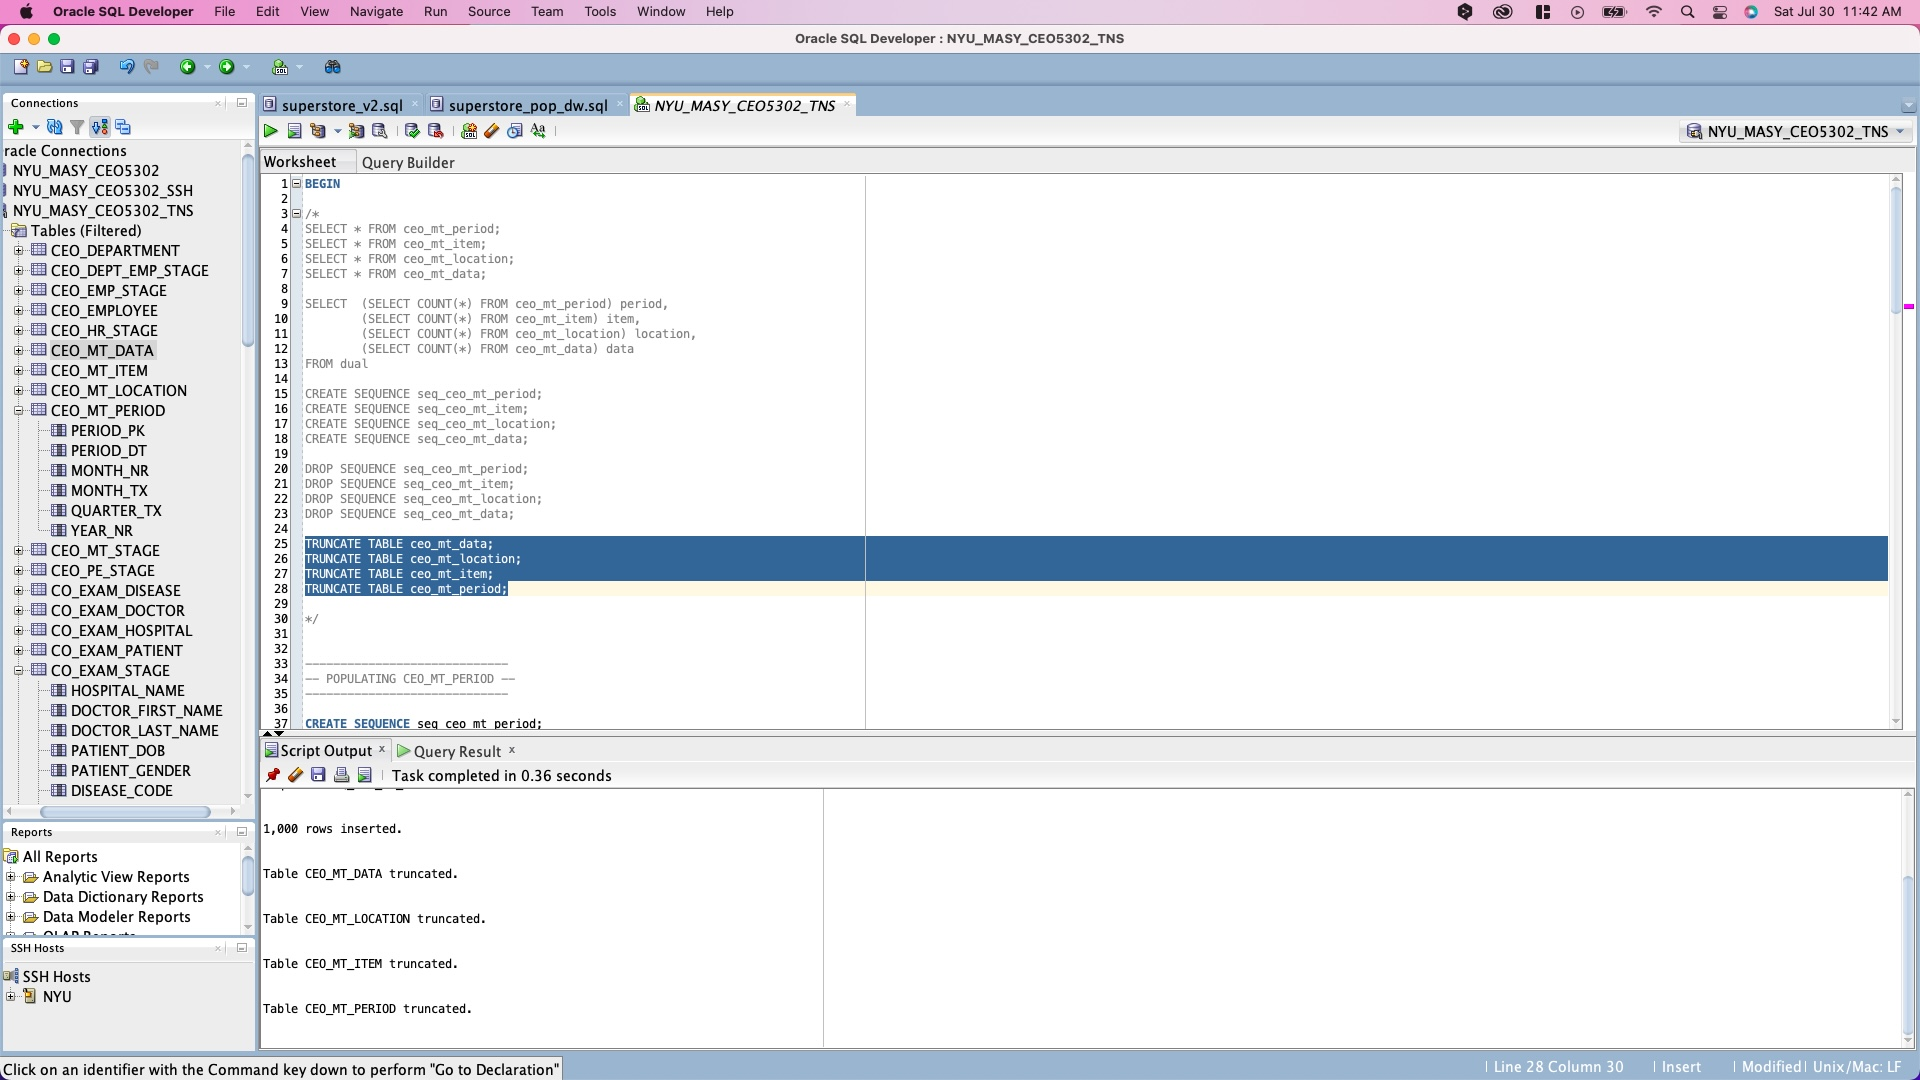 Oracle SQL Developer File Edit View Navigate Run Source Team Tools Window Help Sat Jul 30 11:42 AM
Oracle SQL Developer : NYU_MASY_CEO5302_TNS
Connections
racle Connections
NYU_MASY_CEO5302
NYU_MASY_CEO5302_SSH
NYU_MASY_CEO5302_TNS
Tables (Filtered)
CEO_DEPARTMENT
CEO_DEPT_EMP_STAGE
CEO_EMP_STAGE
CEO_EMPLOYEE
CEO_HR_STAGE
CEO_MT_DATA
CEO_MT_ITEM
CEO_MT_LOCATION
CEO_MT_PERIOD
PERIOD_PK
PERIOD_DT
MONTH_NR
MONTH_TX
QUARTER_TX
YEAR_NR
CEO_MT_STAGE
CEO_PE_STAGE
CO_EXAM_DISEASE
CO_EXAM_DOCTOR
CO_EXAM_HOSPITAL
CO_EXAM_PATIENT
CO_EXAM_STAGE
HOSPITAL_NAME
DOCTOR_FIRST_NAME
DOCTOR_LAST_NAME
PATIENT_DOB
PATIENT_GENDER
DISEASE_CODE
Reports
All Reports
Analytic View Reports
Data Dictionary Reports
Data Modeler Reports
OLAP Reports
SSH Hosts
SSH Hosts
NYU
superstore_v2.sql superstore_pop_dw.sql NYU_MASY_CEO5302_TNS
NYU_MASY_CEO5302_TNS
Worksheet Query Builder
1 BEGIN
2
3 /*
4 SELECT * FROM ceo_mt_period;
5 SELECT * FROM ceo_mt_item;
6 SELECT * FROM ceo_mt_location;
7 SELECT * FROM ceo_mt_data;
8
9 SELECT (SELECT COUNT(*) FROM ceo_mt_period) period,
10 (SELECT COUNT(*) FROM ceo_mt_item) item,
11 (SELECT COUNT(*) FROM ceo_mt_location) location,
12 (SELECT COUNT(*) FROM ceo_mt_data) data
13 FROM dual
14
15 CREATE SEQUENCE seq_ceo_mt_period;
16 CREATE SEQUENCE seq_ceo_mt_item;
17 CREATE SEQUENCE seq_ceo_mt_location;
18 CREATE SEQUENCE seq_ceo_mt_data;
19
20 DROP SEQUENCE seq_ceo_mt_period;
21 DROP SEQUENCE seq_ceo_mt_item;
22 DROP SEQUENCE seq_ceo_mt_location;
23 DROP SEQUENCE seq_ceo_mt_data;
24
25 TRUNCATE TABLE ceo_mt_data;
26 TRUNCATE TABLE ceo_mt_location;
27 TRUNCATE TABLE ceo_mt_item;
28 TRUNCATE TABLE ceo_mt_period;
29
30 */
31
32
33 -----------------------------
34 -- POPULATING CEO_MT_PERIOD --
35 -----------------------------
36
37 CREATE SEQUENCE seq_ceo_mt_period;
Script Output x Query Result x
Task completed in 0.36 seconds
1,000 rows inserted.
Table CEO_MT_DATA truncated.
Table CEO_MT_LOCATION truncated.
Table CEO_MT_ITEM truncated.
Table CEO_MT_PERIOD truncated.
Click on an identifier with the Command key down to perform "Go to Declaration" Line 28 Column 30 Insert Modified Unix/Mac: LF